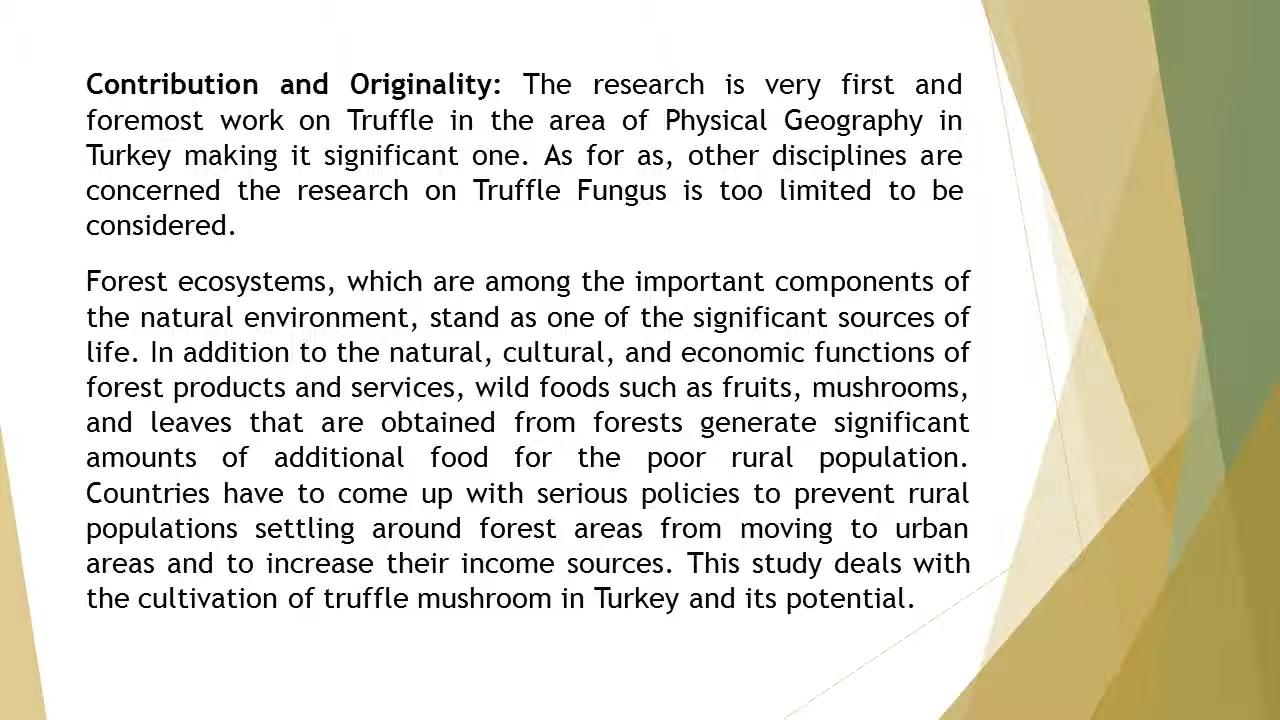 Contribution and Originality: The research is very first and
foremost work on Truffle in the area of Physical Geography in
Turkey making it significant one. As for as, other disciplines are
concerned the research on Truffle Fungus is too limited to be
considered.
Forest ecosystems, which are among the important components of
the natural environment, stand as one of the significant sources of
life. In addition to the natural, cultural, and economic functions of
forest products and services, wild foods such as fruits, mushrooms,
and leaves that are obtained from forests generate significant
amounts of additional food for the poor rural population.
Countries have to come up with serious policies to prevent rural
populations settling around forest areas from moving to urban
areas and to increase their income sources. This study deals with
the cultivation of truffle mushroom in Turkey and its potential.